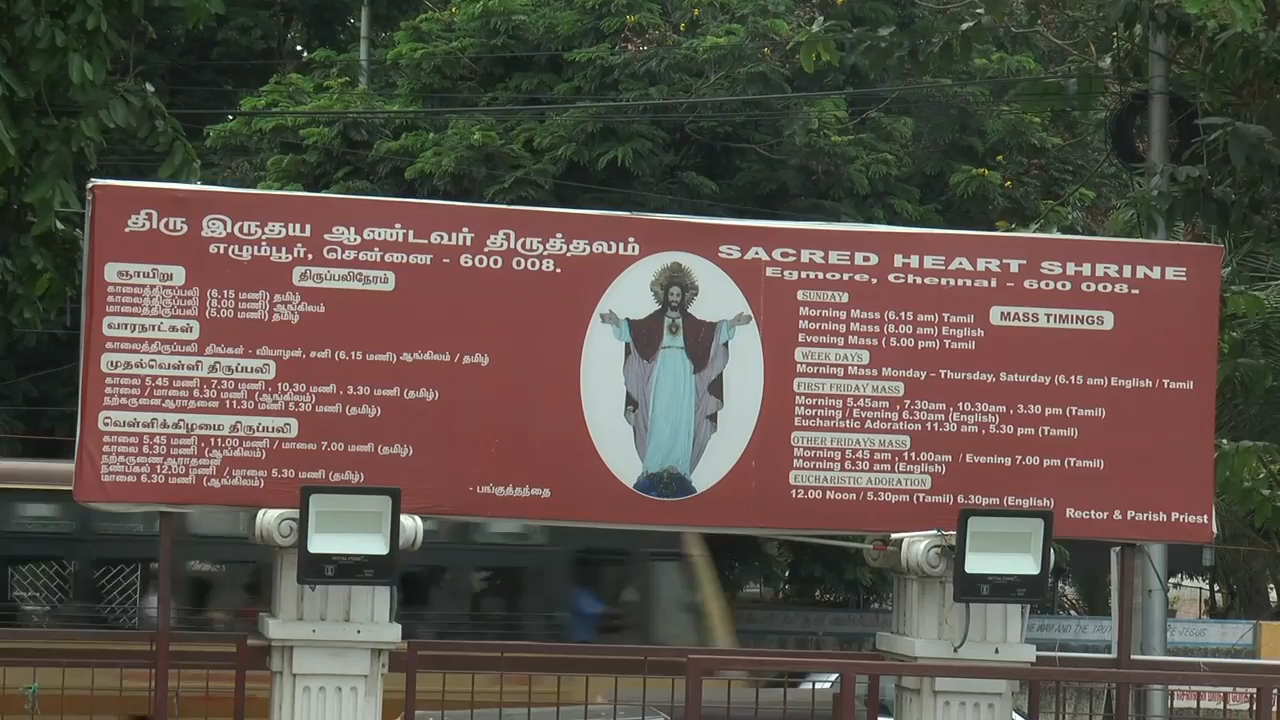 திரு இருதய ஆண்டவர் திருத்தலம்
எழும்பூர், சென்னை - 600 008.
ஞாயிறு
திருப்பலிநேரம்
காலைத்திருப்பலி (6.15 மணி) தமிழ்
காலைத்திருப்பலி (8.00 மணி) ஆங்கிலம்
மாலைத்திருப்பலி (5.00 மணி) தமிழ்
வாரநாட்கள்
காலைத்திருப்பலி திங்கள் - வியாழன், சனி (6.15 மணி) ஆங்கிலம் / தமிழ்
முதல்வெள்ளி திருப்பலி
காலை 5.45 மணி , 7.30 மணி , 10.30 மணி , 3.30 மணி (தமிழ்)
காலை / மாலை 6.30 மணி (ஆங்கிலம்)
நற்கருணைஆராதனை 11.30 மணி 5.30 மணி (தமிழ்)
வெள்ளிக்கிழமை திருப்பலி
காலை 5.45 மணி , 11.00 மணி / மாலை 7.00 மணி (தமிழ்)
காலை 6.30 மணி (ஆங்கிலம்)
நற்கருணைஆராதனை
நண்பகல் 12.00 மணி / மாலை 5.30 மணி (தமிழ்)
மாலை 6.30 மணி (ஆங்கிலம்)
- பங்குத்தந்தை
SACRED HEART SHRINE
Egmore, Chennai - 600 008.
SUNDAY
MASS TIMINGS
Morning Mass (6.15 am) Tamil
Morning Mass (8.00 am) English
Evening Mass ( 5.00 pm) Tamil
WEEK DAYS
Morning Mass Monday – Thursday, Saturday (6.15 am) English / Tamil
FIRST FRIDAY MASS
Morning 5.45am , 7.30am , 10.30am , 3.30 pm (Tamil)
Morning / Evening 6.30am (English)
Eucharistic Adoration 11.30 am , 5.30 pm (Tamil)
OTHER FRIDAYS MASS
Morning 5.45 am , 11.00am / Evening 7.00 pm (Tamil)
Morning 6.30 am (English)
EUCHARISTIC ADORATION
12.00 Noon / 5.30pm (Tamil) 6.30pm (English)
Rector & Parish Priest
WAY AND THE TRUT
JESUS